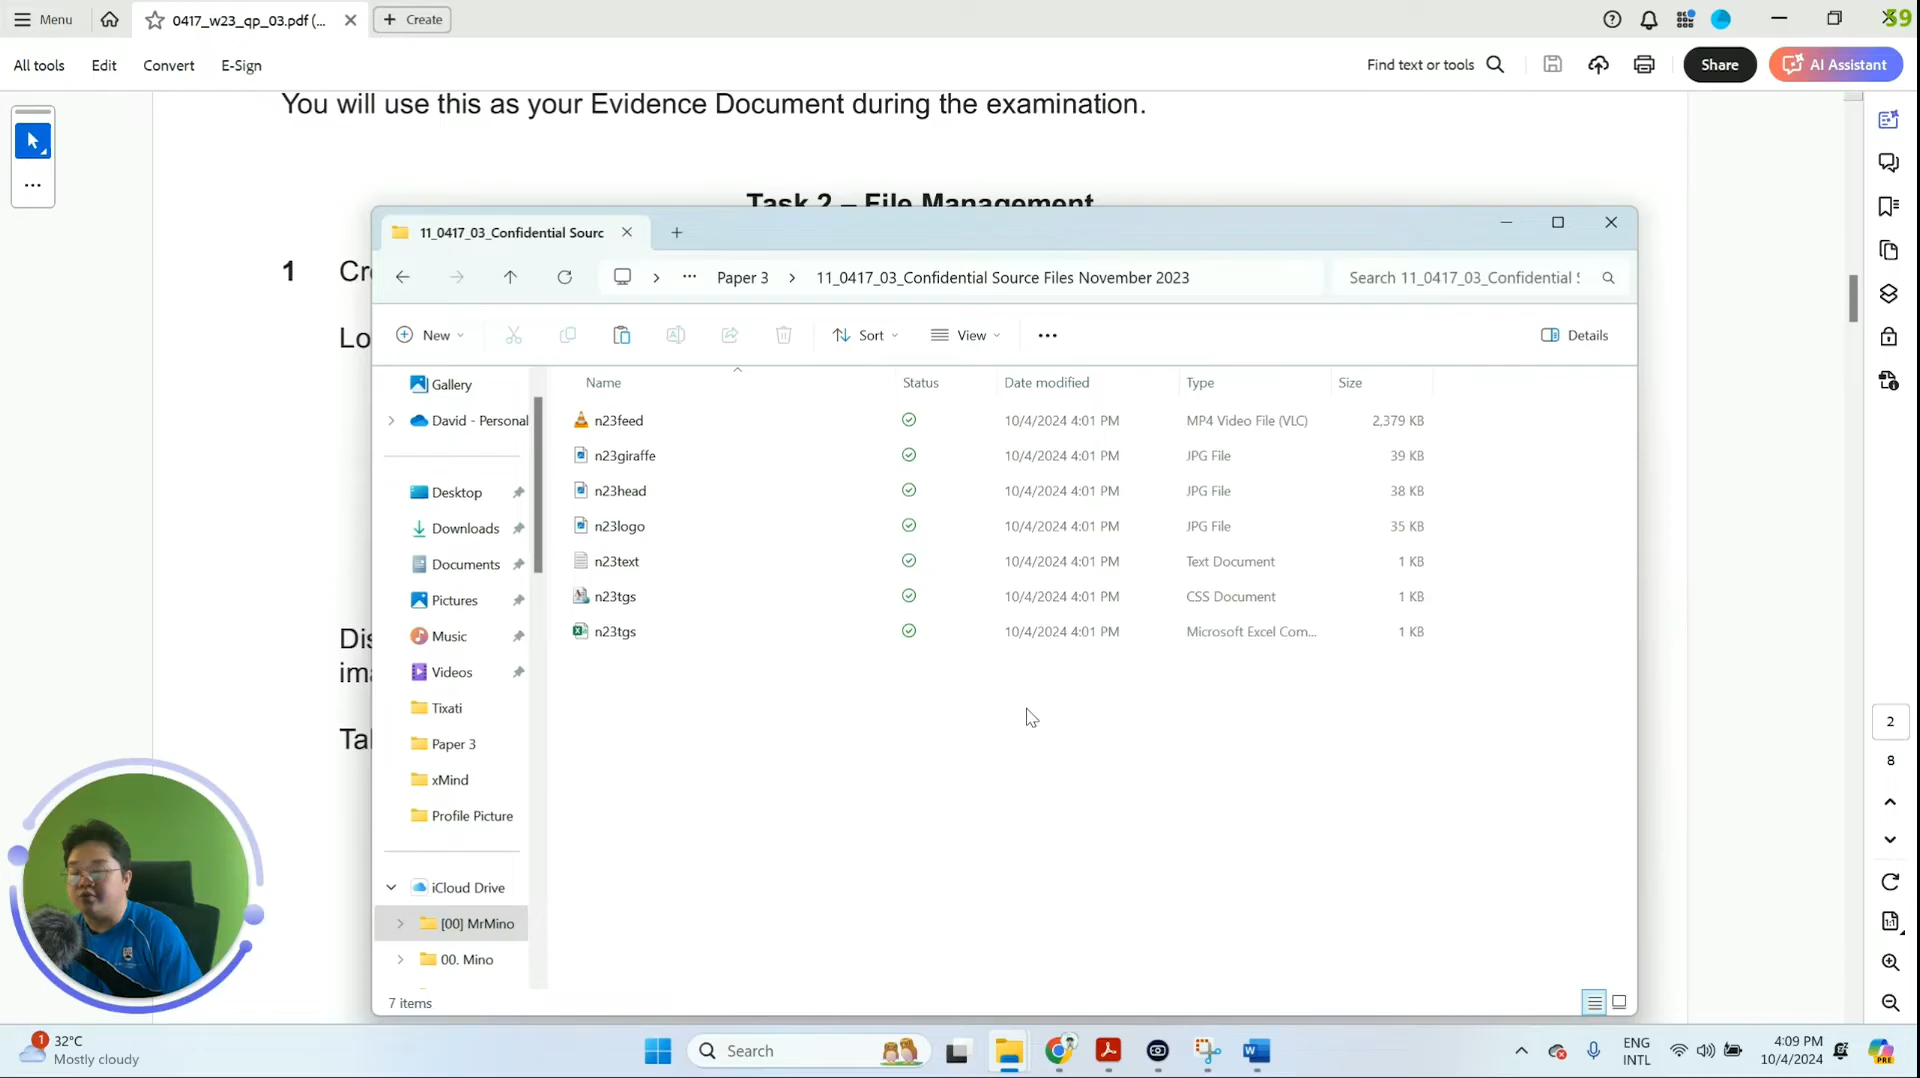 Menu
0417_w23_qp_03.pdf (...
Create
59
All tools
Edit
Convert
E-Sign
Find text or tools
Share
AI Assistant
You will use this as your Evidence Document during the examination.
Task 2 – File Management
1
Cre
Lo
11_0417_03_Confidential Sourc
Paper 3
11_0417_03_Confidential Source Files November 2023
Search 11_0417_03_Confidential S
New
Sort
View
Details
Name
Status
Date modified
Type
Size
Gallery
David - Personal
Desktop
Downloads
Documents
Pictures
Music
Videos
Tixati
Paper 3
xMind
Profile Picture
iCloud Drive
[00] MrMino
00. Mino
n23feed 10/4/2024 4:01 PM MP4 Video File (VLC) 2,379 KB
n23giraffe 10/4/2024 4:01 PM JPG File 39 KB
n23head 10/4/2024 4:01 PM JPG File 38 KB
n23logo 10/4/2024 4:01 PM JPG File 35 KB
n23text 10/4/2024 4:01 PM Text Document 1 KB
n23tgs 10/4/2024 4:01 PM CSS Document 1 KB
n23tgs 10/4/2024 4:01 PM Microsoft Excel Com... 1 KB
Dis
ima
Tak
7 items
2
8
1
32°C
Mostly cloudy
Search
ENG
INTL
4:09 PM
10/4/2024
PRE